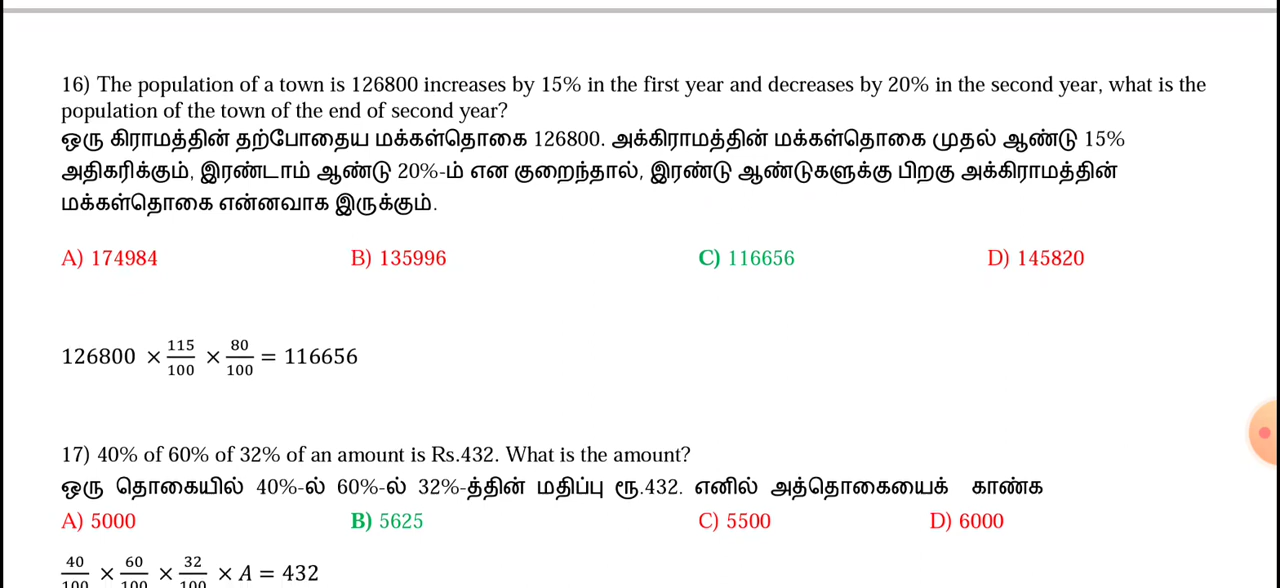 16) The population of a town is 126800 increases by 15% in the first year and decreases by 20% in the second year, what is the
population of the town of the end of second year?
ஒரு கிராமத்தின் தற்போதைய மக்கள்தொகை 126800. அக்கிராமத்தின் மக்கள்தொகை முதல் ஆண்டு 15%
அதிகரிக்கும், இரண்டாம் ஆண்டு 20%-ம் என குறைந்தால், இரண்டு ஆண்டுகளுக்கு பிறகு அக்கிராமத்தின்
மக்கள்தொகை என்னவாக இருக்கும்.
A) 174984 B) 135996 C) 116656 D) 145820
126800 × 115/100 × 80/100 = 116656
17) 40% of 60% of 32% of an amount is Rs.432. What is the amount?
ஒரு தொகையில் 40%-ல் 60%-ல் 32%-த்தின் மதிப்பு ரூ.432. எனில் அத்தொகையைக் காண்க
A) 5000 B) 5625 C) 5500 D) 6000
40/100 × 60/100 × 32/100 × A = 432